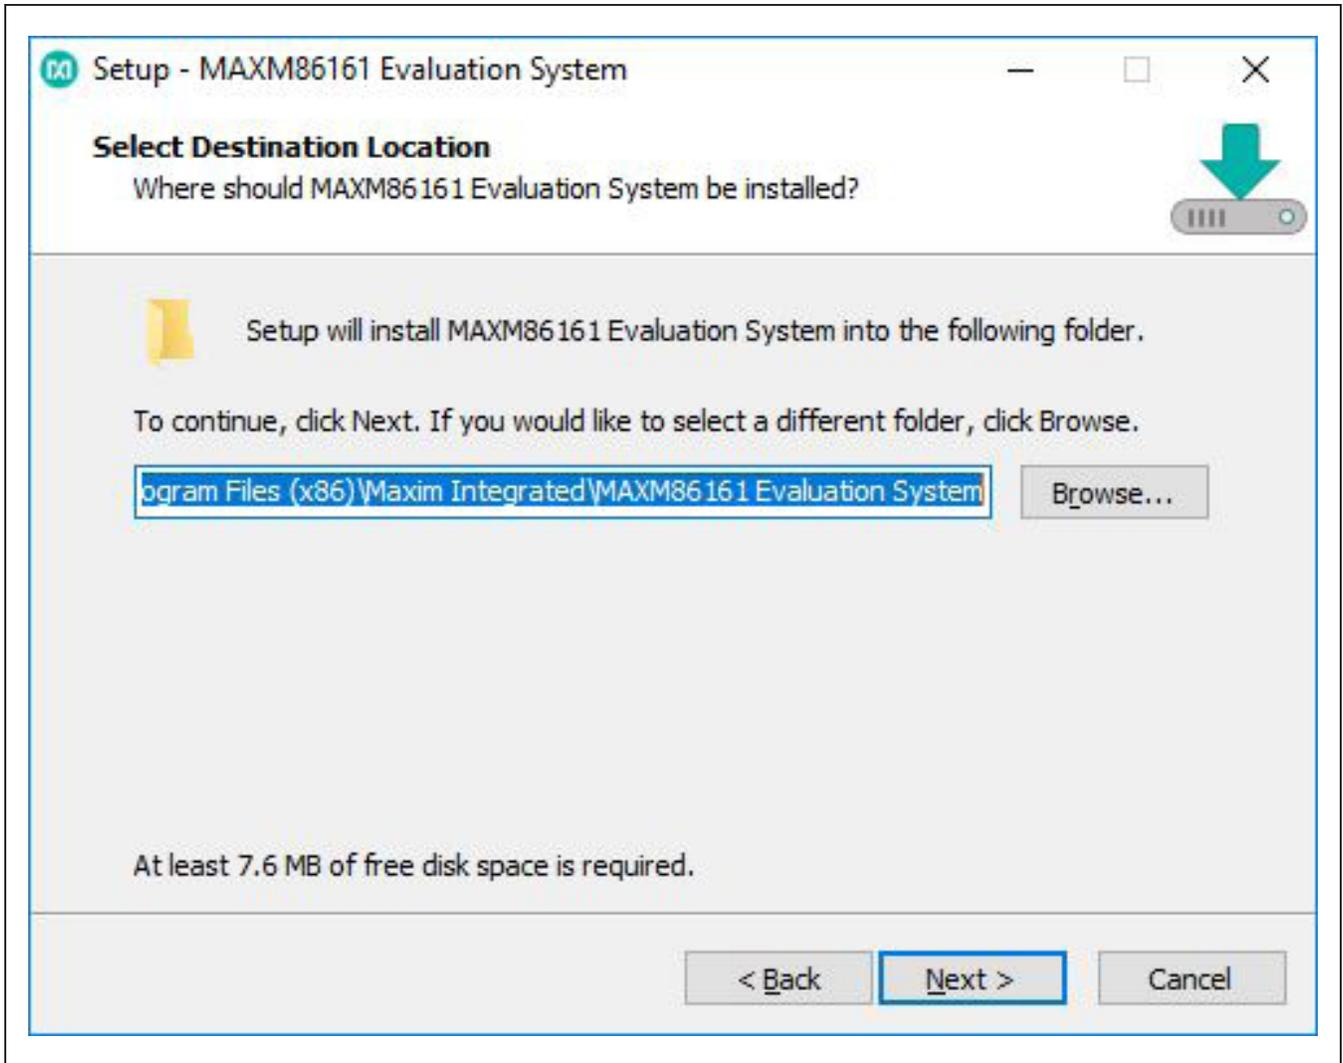 Setup - MAXM86161 Evaluation System
Select Destination Location
Where should MAXM86161 Evaluation System be installed?
Setup will install MAXM86161 Evaluation System into the following folder.
To continue, click Next. If you would like to select a different folder, click Browse.
ogram Files (x86)\Maxim Integrated\MAXM86161 Evaluation System
Browse...
At least 7.6 MB of free disk space is required.
< Back Next > Cancel